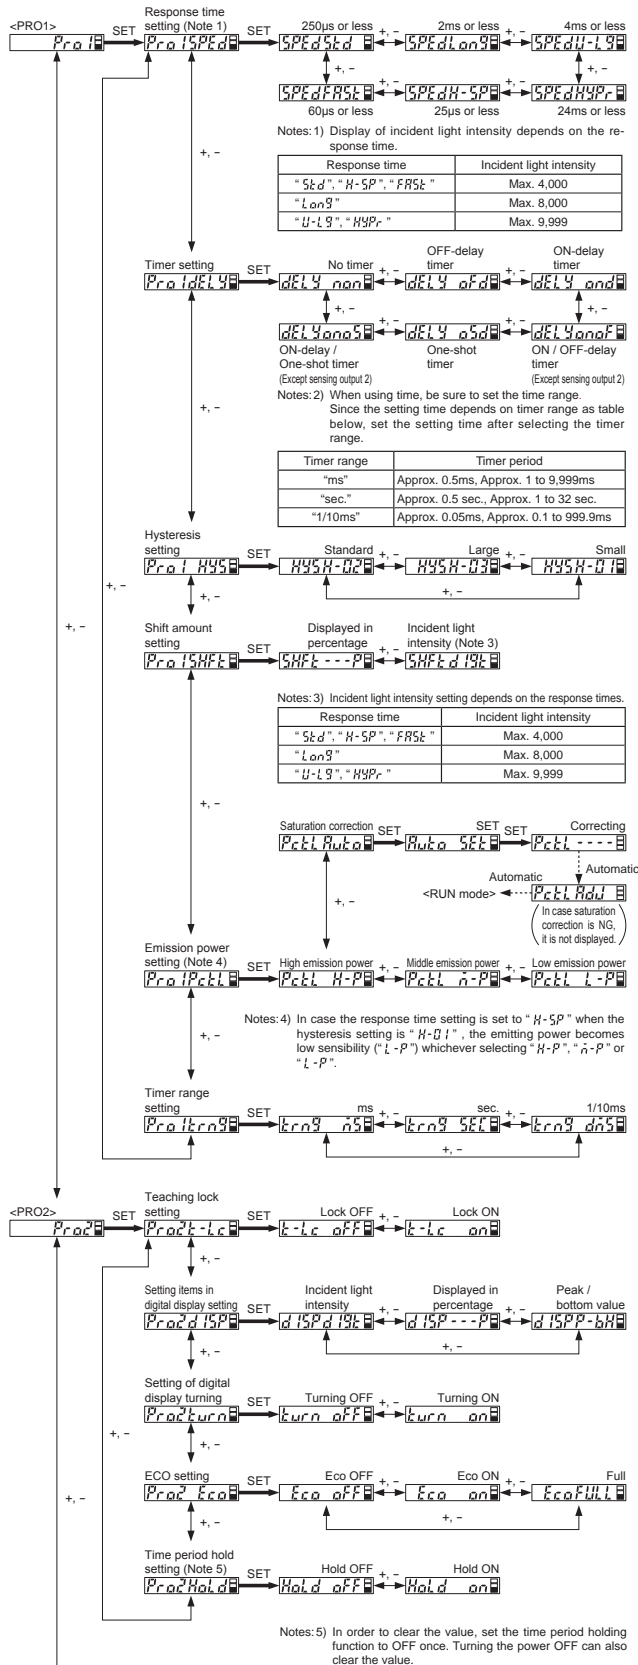 <PRO1>
Pro1
SET
Response time
setting (Note 1)
Pro1SPEd
SET
250µs or less
SPEdStd
+, −
2ms or less
SPEdLong
+, −
4ms or less
SPEdU-Lg
+, −
+, −
SPEdFASt
60µs or less
SPEdH-SP
25µs or less
SPEdHYPr
24ms or less
Notes: 1) Display of incident light intensity depends on the re-
sponse time.
Response time Incident light intensity
"Std", "H-SP", "FASt" Max. 4,000
"Long" Max. 8,000
"U-Lg", "HYPr" Max. 9,999
+, −
Timer setting
Pro1dELY
SET
No timer
dELY non
+, −
OFF-delay
timer
dELY oFd
+, −
ON-delay
timer
dELY ond
+, −
+, −
dELYonoS
ON-delay /
One-shot timer
(Except sensing output 2)
dELY oSd
One-shot
timer
dELYonoF
ON / OFF-delay
timer
(Except sensing output 2)
Notes: 2) When using time, be sure to set the time range.
Since the setting time depends on timer range as table
below, set the setting time after selecting the timer
range.
Timer range Timer period
"ms" Approx. 0.5ms, Approx. 1 to 9,999ms
"sec." Approx. 0.5 sec., Approx. 1 to 32 sec.
"1/10ms" Approx. 0.05ms, Approx. 0.1 to 999.9ms
+, −
Hysteresis
setting
Pro1 HYS
SET
Standard
HYSH-02
+, −
Large
HYSH-03
+, −
Small
HYSH-01
+, −
+, −
+, −
+, −
Shift amount
setting
Pro1SHFt
SET
Displayed in
percentage
SHFt ---P
+, −
Incident light
intensity (Note 3)
SHFtdIgt
Notes: 3) Incident light intensity setting depends on the response times.
Response time Incident light intensity
"Std", "H-SP", "FASt" Max. 4,000
"Long" Max. 8,000
"U-Lg", "HYPr" Max. 9,999
+, −
Saturation correction
PctLAuto
SET
SET
Auto SEt
SET
Correcting
PctL ----
Automatic
PctLAdJ
Automatic
<RUN mode>
In case saturation
correction is NG,
it is not displayed.
+, −
Emission power
setting (Note 4)
Pro1PctL
SET
High emission power
PctL H-P
+, −
Middle emission power
PctL ñ-P
+, −
Low emission power
PctL L-P
Notes: 4) In case the response time setting is set to "H-SP" when the
hysteresis setting is "H-01", the emitting power becomes
low sensibility ("L-P") whichever selecting "H-P", "ñ-P" or
"L-P".
+, −
Timer range
setting
Pro1trng
SET
ms
trng ñS
+, −
sec.
trng SEC
+, −
1/10ms
trng dñS
+, −
<PRO2>
Pro2
SET
Teaching lock
setting
Pro2t-Lc
SET
Lock OFF
t-Lc oFF
+, −
Lock ON
t-Lc on
+, −
Setting items in
digital display setting
Pro2dISP
SET
Incident light
intensity
dISPdIgt
+, −
Displayed in
percentage
dISP---P
+, −
Peak /
bottom value
dISPP-bH
+, −
+, −
Setting of digital
display turning
Pro2turn
SET
Turning OFF
turn oFF
+, −
Turning ON
turn on
+, −
+, −
ECO setting
Pro2 Eco
SET
Eco OFF
Eco oFF
+, −
Eco ON
Eco on
+, −
Full
EcoFULL
+, −
+, −
+, −
Time period hold
setting (Note 5)
Pro2HoLd
SET
Hold OFF
HoLd oFF
+, −
Hold ON
HoLd on
Notes: 5) In order to clear the value, set the time period holding
function to OFF once. Turning the power OFF can also
clear the value.